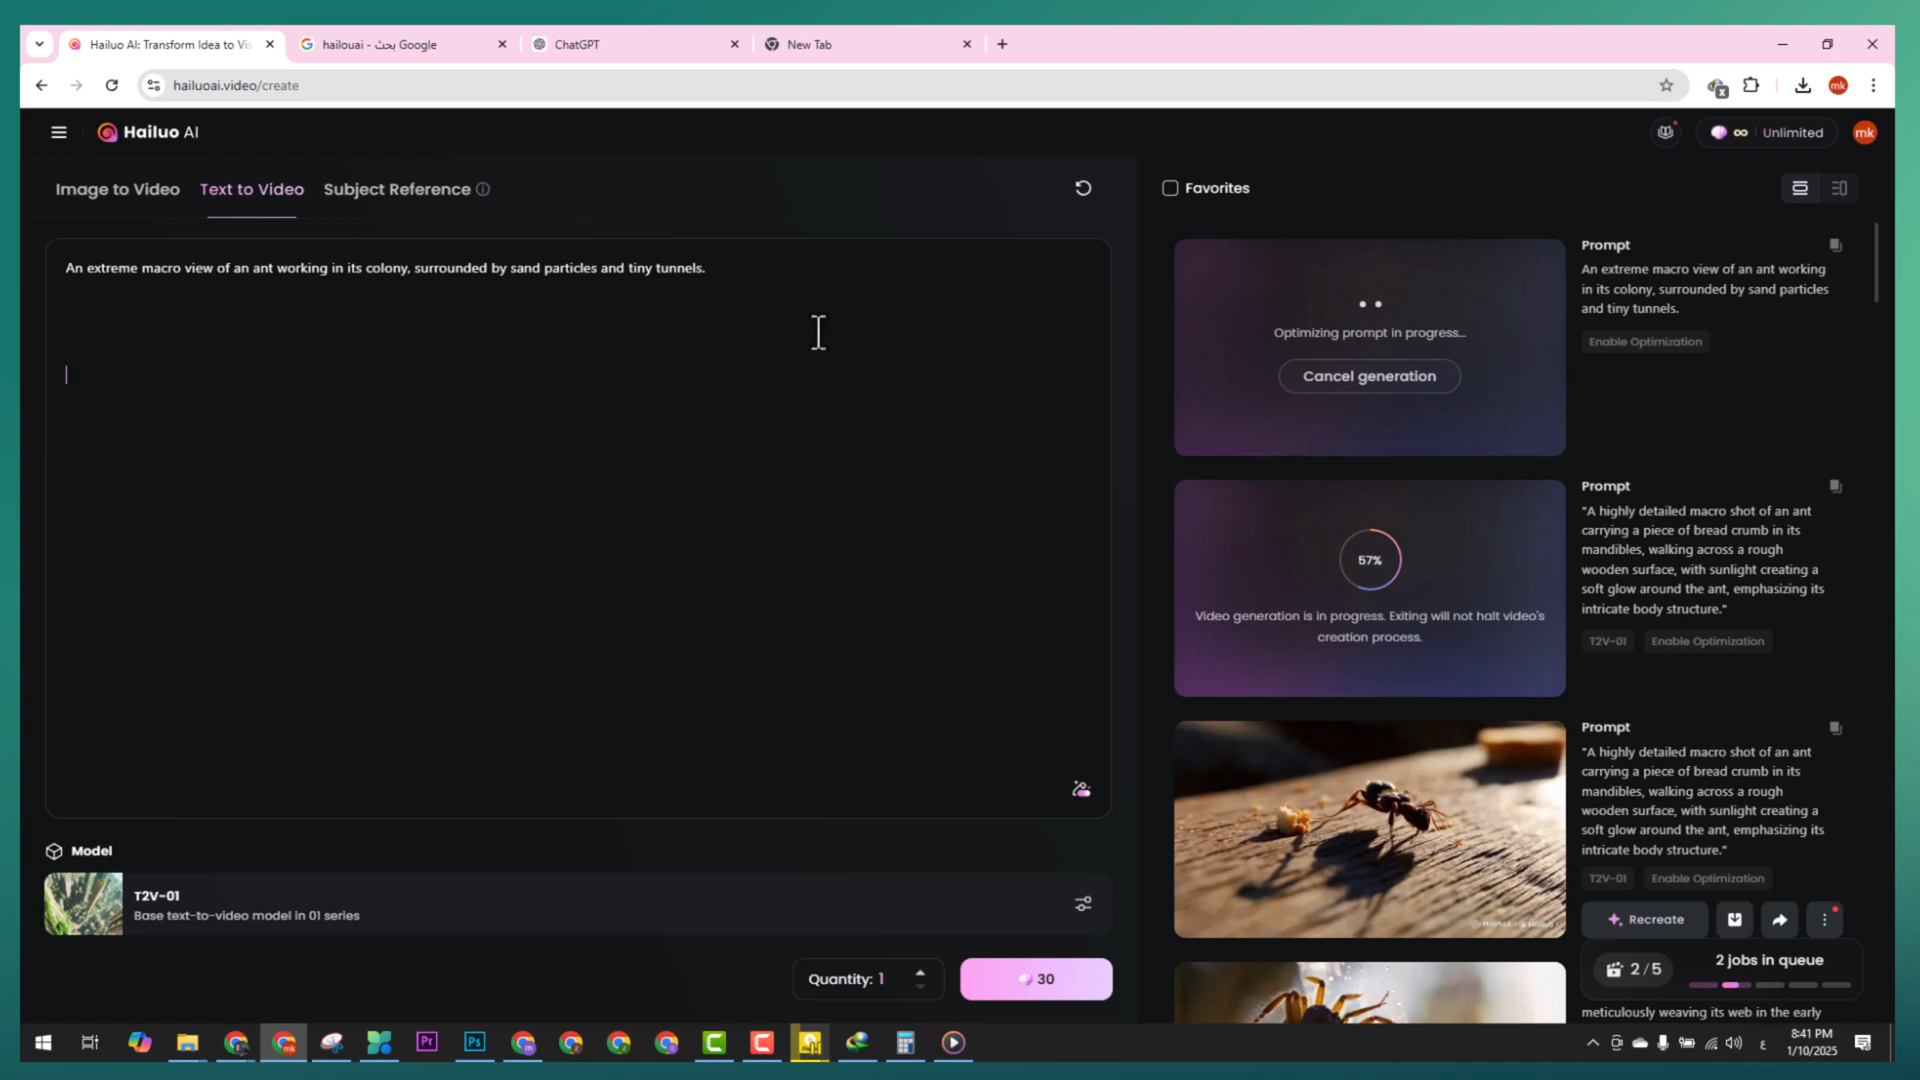 Hailuo AI: Transform Idea to Vis
hailouai - بحث Google
ChatGPT
New Tab
hailuoai.video/create
mk
Hailuo AI
∞ Unlimited
mk
Image to Video
Text to Video
Subject Reference
Favorites
An extreme macro view of an ant working in its colony, surrounded by sand particles and tiny tunnels.
Optimizing prompt in progress...
Cancel generation
Prompt
An extreme macro view of an ant working
in its colony, surrounded by sand particles
and tiny tunnels.
Enable Optimization
57%
Video generation is in progress. Exiting will not halt video's
creation process.
Prompt
"A highly detailed macro shot of an ant
carrying a piece of bread crumb in its
mandibles, walking across a rough
wooden surface, with sunlight creating a
soft glow around the ant, emphasizing its
intricate body structure."
T2V-01
Enable Optimization
Prompt
"A highly detailed macro shot of an ant
carrying a piece of bread crumb in its
mandibles, walking across a rough
wooden surface, with sunlight creating a
soft glow around the ant, emphasizing its
intricate body structure."
T2V-01
Enable Optimization
Recreate
2/5
2 jobs in queue
meticulously weaving its web in the early
Model
T2V-01
Base text-to-video model in 01 series
Quantity: 1
30
Pr
Ps
ع
8:41 PM
1/10/2025